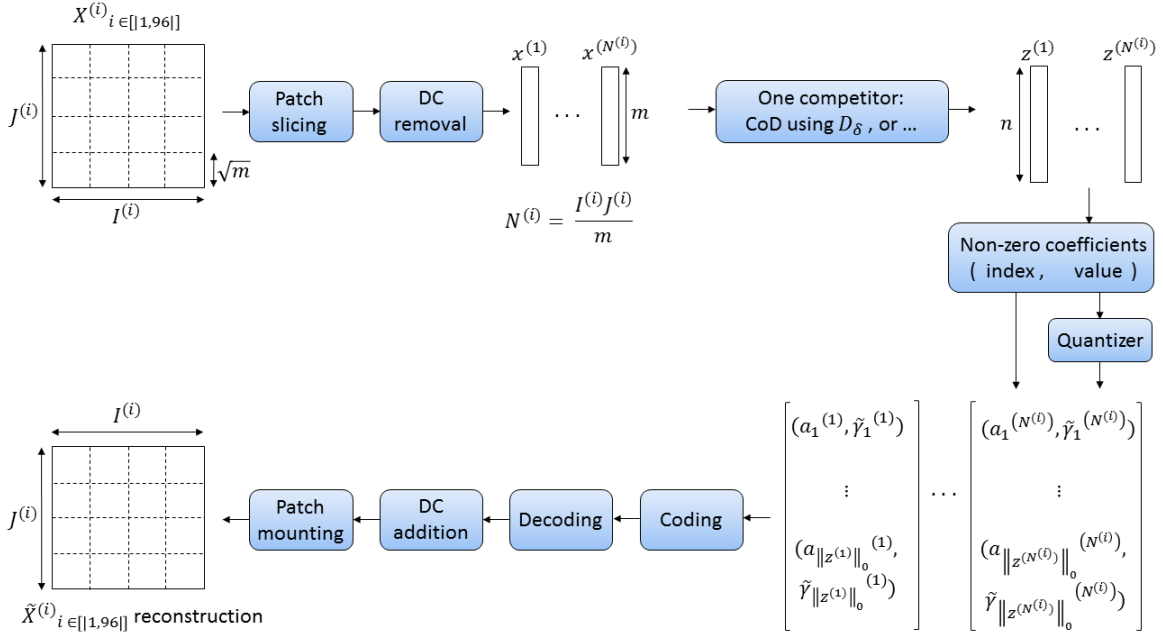 X^(i)_{i∈[|1,96|]}
J^(i)
√m
I^(i)
Patch
slicing
DC
removal
x^(1) x^(N^(i))
...
m
N^(i) = I^(i)J^(i) / m
One competitor:
CoD using D_δ , or ...
z^(1) z^(N^(i))
n
...
Non-zero coefficients
( index , value )
Quantizer
(a_1^(1), γ̃_1^(1))
⋮
(a_{‖z^(1)‖_0}^(1),
γ̃_{‖z^(1)‖_0}^(1))
...
(a_1^(N^(i)), γ̃_1^(N^(i)))
⋮
(a_{‖z^(N^(i))‖_0}^(N^(i)),
γ̃_{‖z^(N^(i))‖_0}^(N^(i)))
Coding
Decoding
DC
addition
Patch
mounting
I^(i)
J^(i)
X̃^(i)_{i∈[|1,96|]} reconstruction